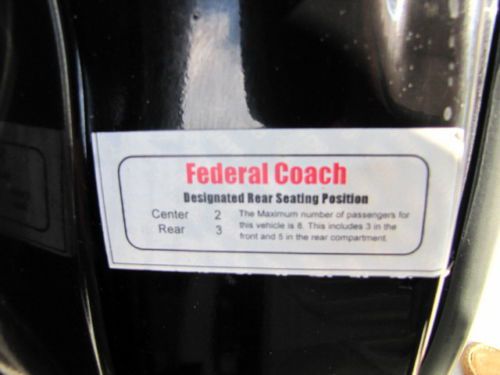 Federal Coach
Designated Rear Seating Position
Center 2
Rear 3
The Maximum number of passengers for
this vehicle is 8. This includes 3 in the
front and 5 in the rear compartment.